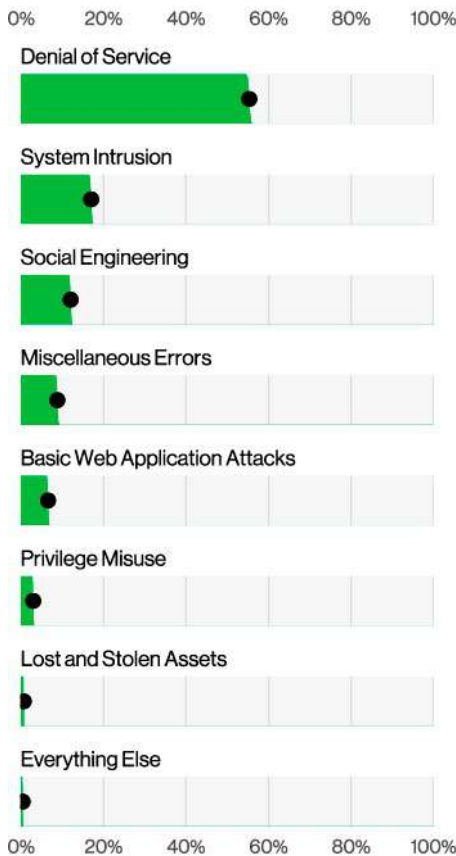 0% 20% 40% 60% 80% 100%
Denial of Service
System Intrusion
Social Engineering
Miscellaneous Errors
Basic Web Application Attacks
Privilege Misuse
Lost and Stolen Assets
Everything Else
0% 20% 40% 60% 80% 100%